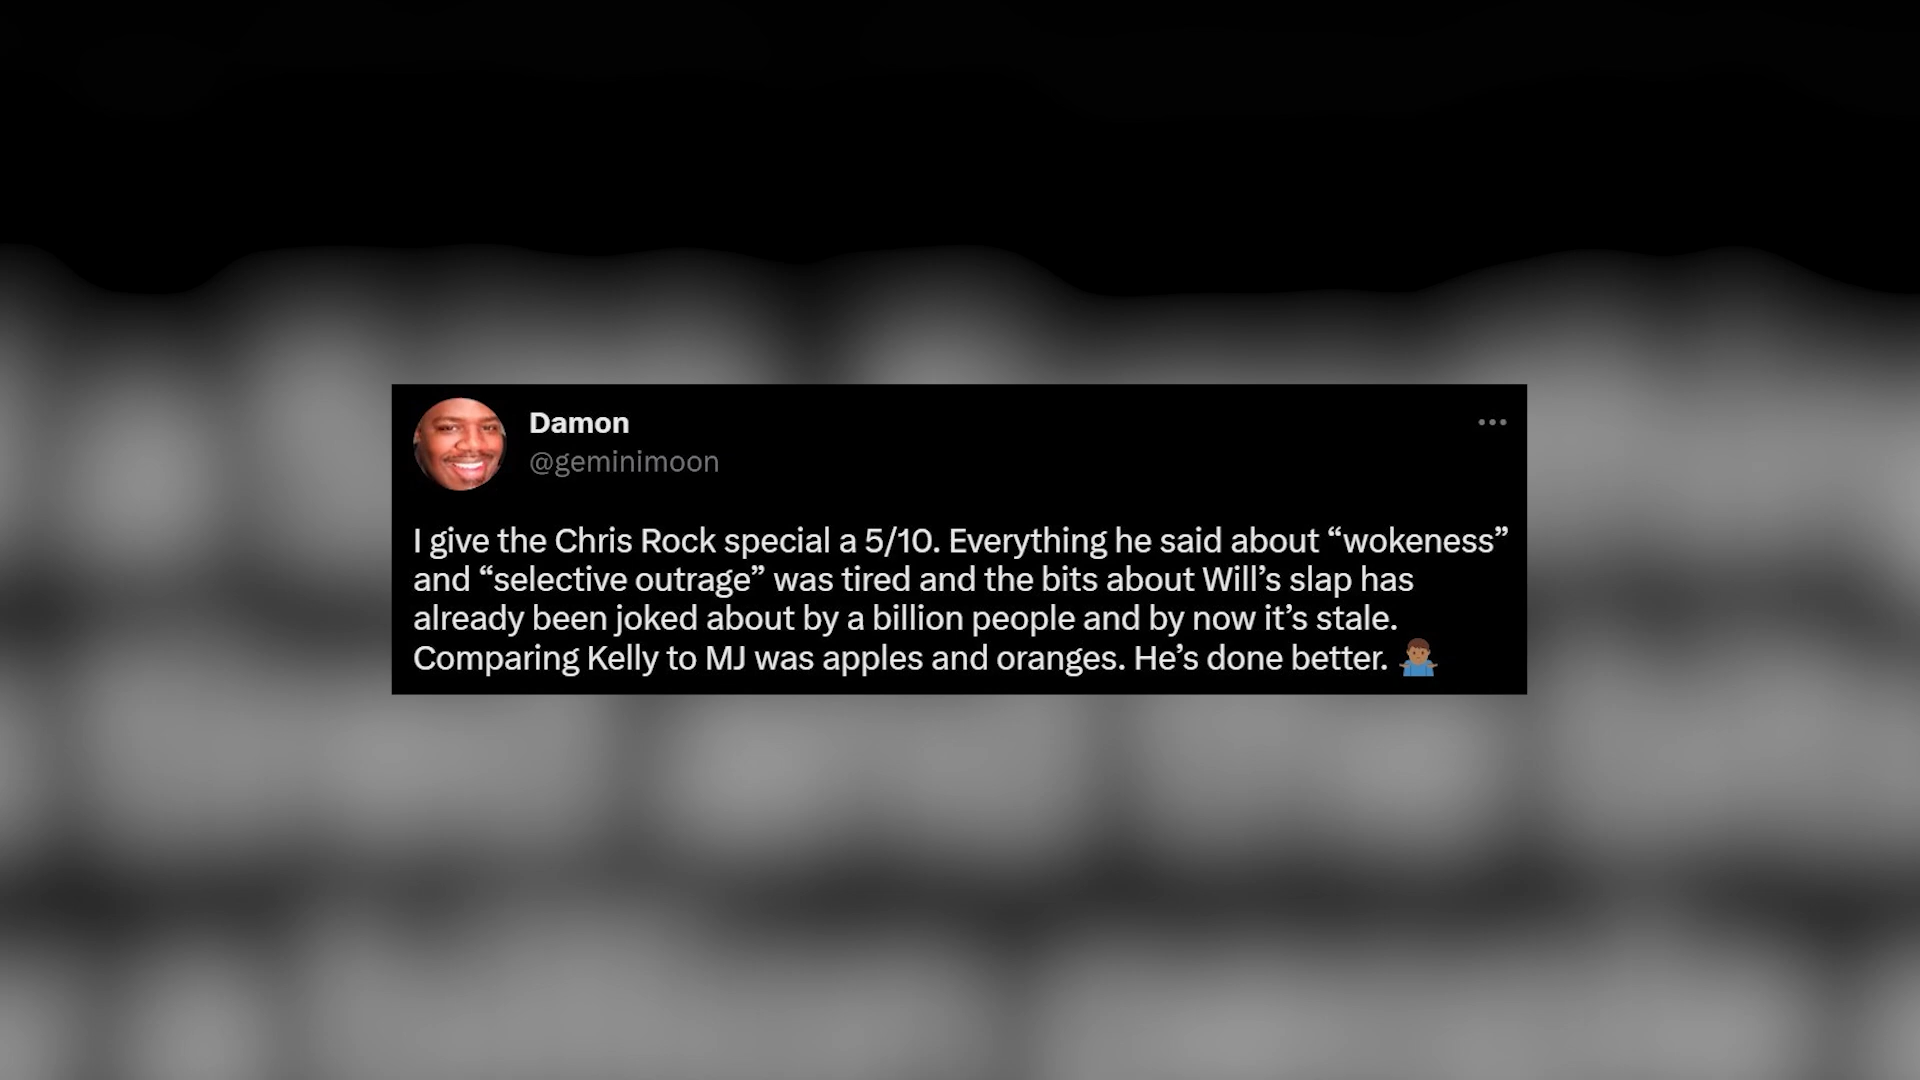 Damon
@geminimoon
I give the Chris Rock special a 5/10. Everything he said about “wokeness”
and “selective outrage” was tired and the bits about Will’s slap has
already been joked about by a billion people and by now it’s stale.
Comparing Kelly to MJ was apples and oranges. He’s done better. 🤷🏾‍♂️